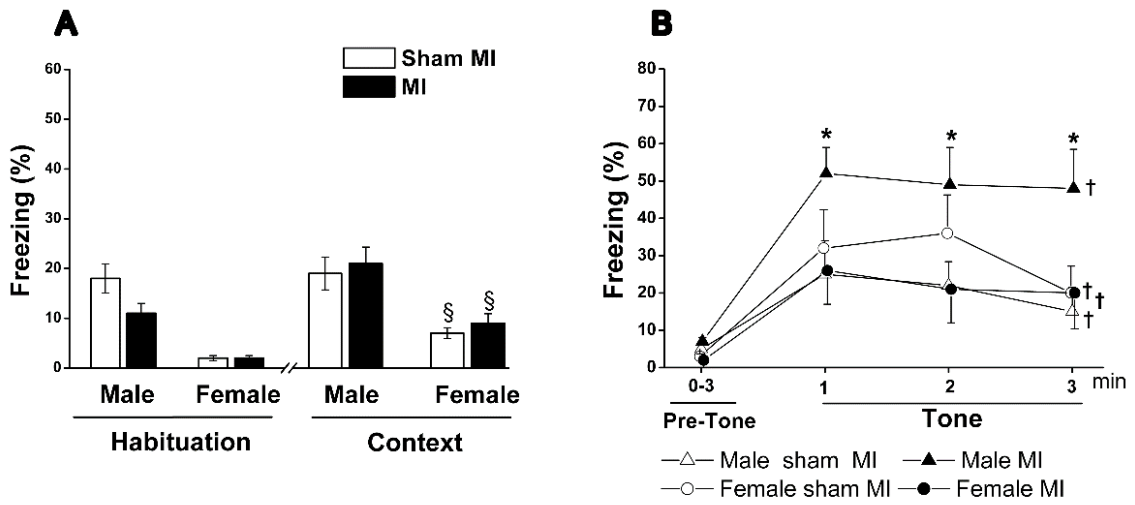 A
Sham MI
MI
Freezing (%)
60
50
40
30
20
10
0
Male
Female
Male
Female
§
§
Habituation
Context
B
Freezing (%)
80
70
60
50
40
30
20
10
0
*
*
*
†
†
†
†
0-3
1
2
3
min
Pre-Tone
Tone
Male sham MI
Male MI
Female sham MI
Female MI